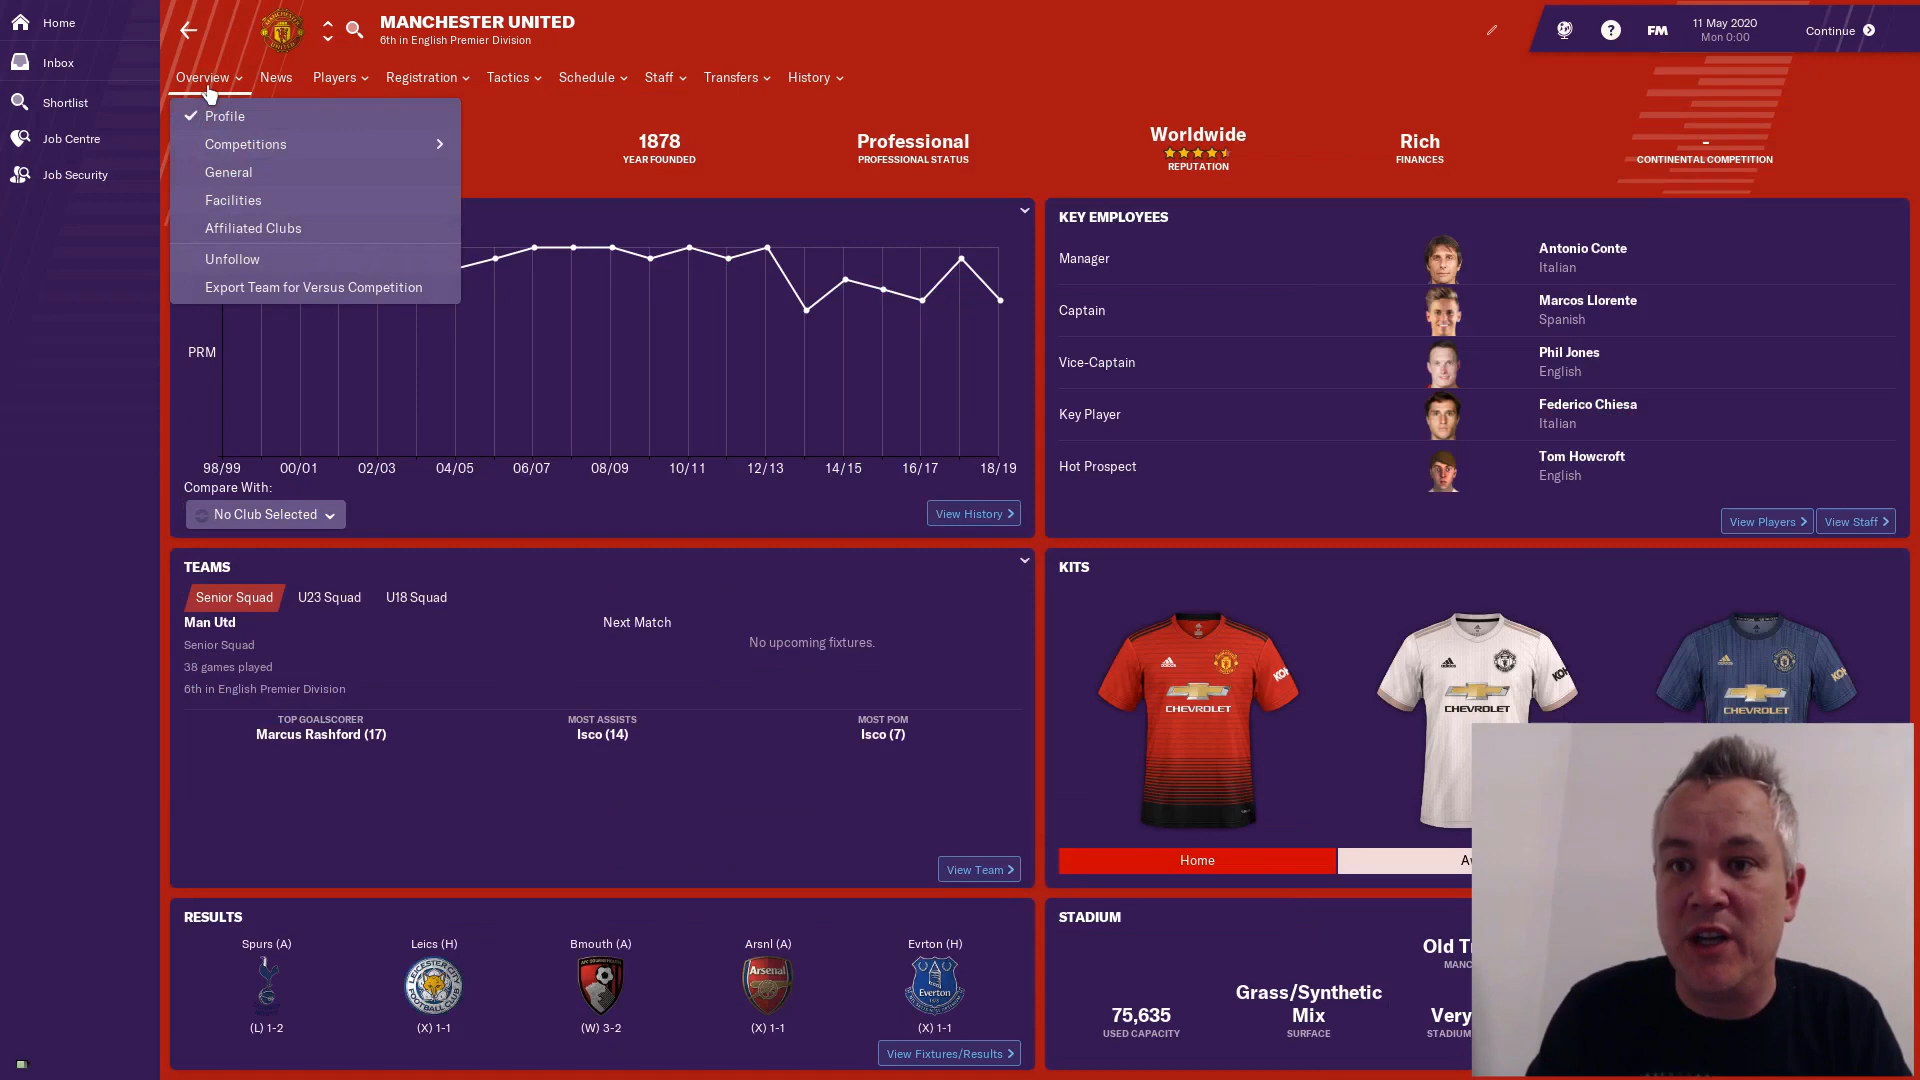 Home
Inbox
Shortlist
Job Centre
Job Security
MANCHESTER UNITED
6th in English Premier Division
?
FM
11 May 2020
Mon 0:00
Continue
Overview
News
Players
Registration
Tactics
Schedule
Staff
Transfers
History
Profile
Competitions
General
Facilities
Affiliated Clubs
Unfollow
Export Team for Versus Competition
1878
YEAR FOUNDED
Professional
PROFESSIONAL STATUS
Worldwide
REPUTATION
Rich
FINANCES
-
CONTINENTAL COMPETITION
PRM
98/99 00/01 02/03 04/05 06/07 08/09 10/11 12/13 14/15 16/17 18/19
Compare With:
No Club Selected
View History
KEY EMPLOYEES
Manager
Antonio Conte
Italian
Captain
Marcos Llorente
Spanish
Vice-Captain
Phil Jones
English
Key Player
Federico Chiesa
Italian
Hot Prospect
Tom Howcroft
English
View Players
View Staff
TEAMS
Senior Squad
U23 Squad
U18 Squad
Man Utd
Next Match
Senior Squad
No upcoming fixtures.
38 games played
6th in English Premier Division
TOP GOALSCORER
Marcus Rashford (17)
MOST ASSISTS
Isco (14)
MOST POM
Isco (7)
View Team
KITS
CHEVROLET
CHEVROLET
CHEVROLET
Home
RESULTS
Spurs (A)
Leics (H)
Bmouth (A)
Arsnl (A)
Evrton (H)
Arsenal
Everton
(L) 1-2
(X) 1-1
(W) 3-2
(X) 1-1
(X) 1-1
View Fixtures/Results
STADIUM
Old
75,635
USED CAPACITY
Grass/Synthetic
Mix
SURFACE
Very